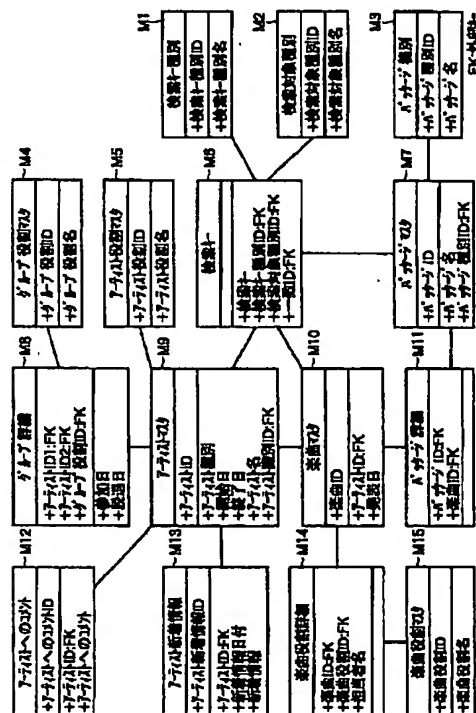 M1
検索キー種別
+検索キー種別ID
+検索キー種別名
M2
検索対象種別
+検索対象種別ID
+検索対象種別名
M3
パッケージ種別
+パッケージ種別ID
+パッケージ名
M4
グループ役割マスタ
+グループ役割ID
+グループ役割名
M5
アーティスト役割マスタ
+アーティスト役割ID
+アーティスト役割名
M6
検索キー
+検索キー
+検索キー種別ID:FK
+検索対象種別ID:FK
M7
パッケージマスタ
+パッケージID
+パッケージ名
+パッケージ種別ID:FK
M8
グループ詳細
+アーティストID1:FK
+アーティストID2:FK
+グループ役割ID:FK
+参加日
+脱退日
M9
アーティストマスタ
+アーティストID
+アーティスト種別
+開始日
+終了日
+アーティスト名
+アーティスト種別ID:FK
M10
楽曲マスタ
+楽曲ID
+アーティストID:FK
+発表日
M11
パッケージ詳細
+パッケージID:FK
+楽曲ID:FK
M12
アーティストへのコメント
+アーティストへのコメントID
+アーティストID:FK
+アーティストへのコメント
M13
アーティスト新着情報
+アーティスト新着情報ID
+アーティストID:FK
+新着情報日付
+新着情報
M14
楽曲役割詳細
+楽曲ID:FK
+楽曲役割ID:FK
+担当者名
M15
楽曲役割マスタ
+楽曲役割ID
+楽曲役割名